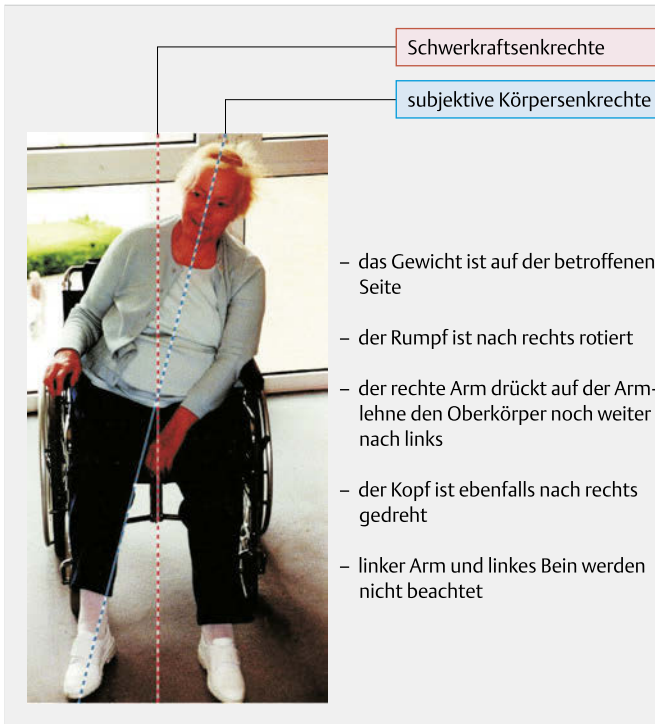 Schwerkraftsenkrechte
subjektive Körpersenkrechte
– das Gewicht ist auf der betroffenen
Seite
– der Rumpf ist nach rechts rotiert
– der rechte Arm drückt auf der Arm-
lehne den Oberkörper noch weiter
nach links
– der Kopf ist ebenfalls nach rechts
gedreht
– linker Arm und linkes Bein werden
nicht beachtet